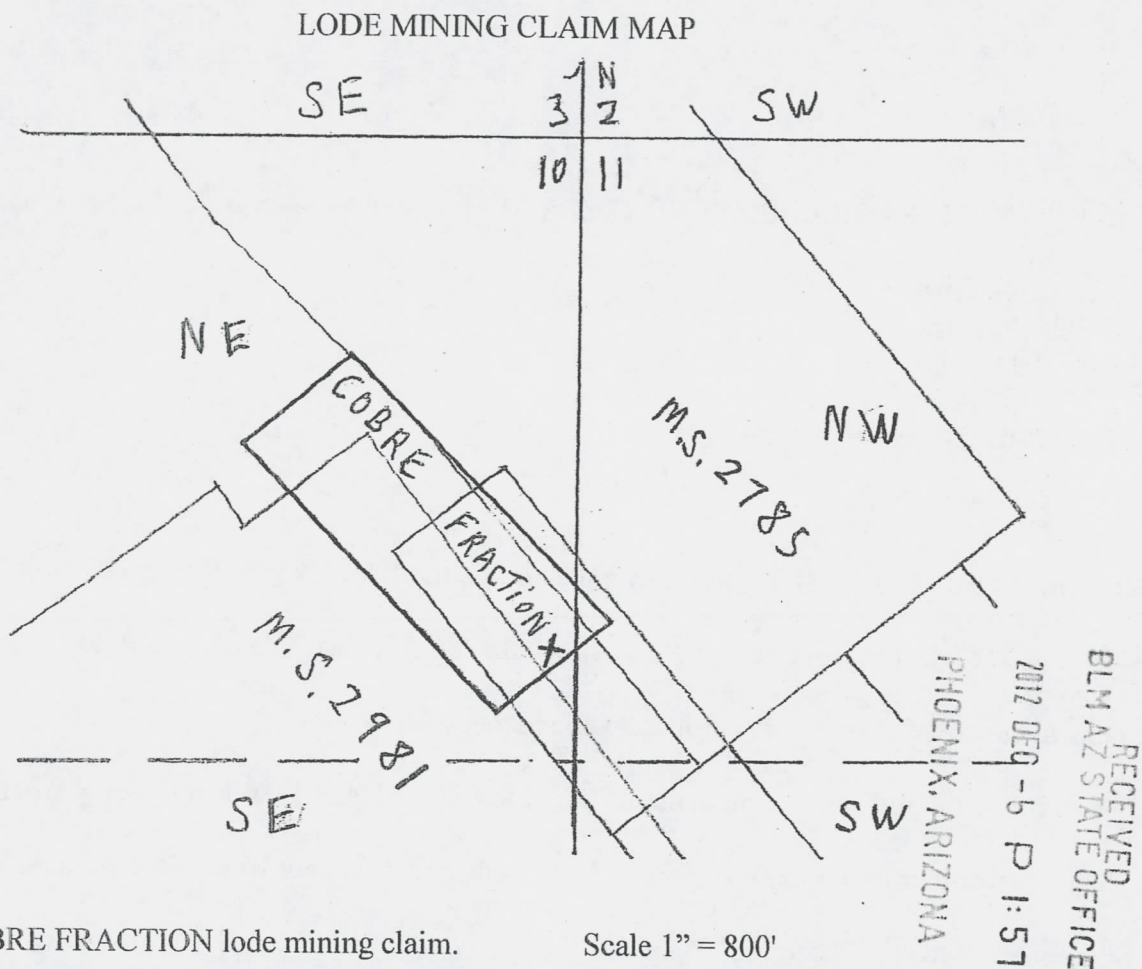 LODE MINING CLAIM MAP
N
SE
3 2
SW
10 11
NE
COBRE
M.S. 2785
NW
FRACTION X
M.S. 2981
SE
SW
RECEIVED
BLM AZ STATE OFFICE
2012 DEC -6 P 1:57
PHOENIX, ARIZONA
BRE FRACTION lode mining claim.
Scale 1" = 800'